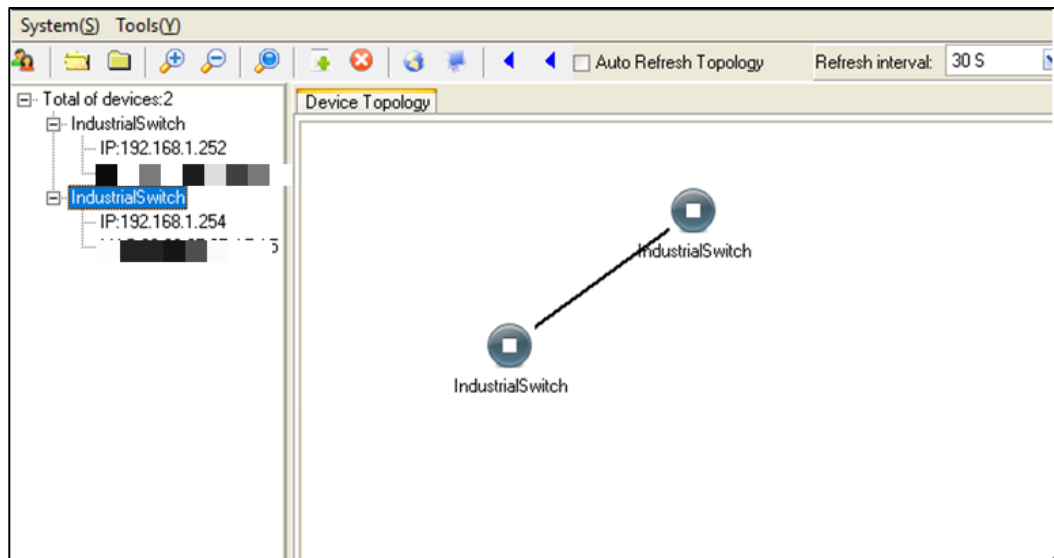 System(S) Tools(Y)
Auto Refresh Topology Refresh interval: 30 S
Total of devices:2
IndustrialSwitch
IP:192.168.1.252
IndustrialSwitch
IP:192.168.1.254
Device Topology
IndustrialSwitch
IndustrialSwitch